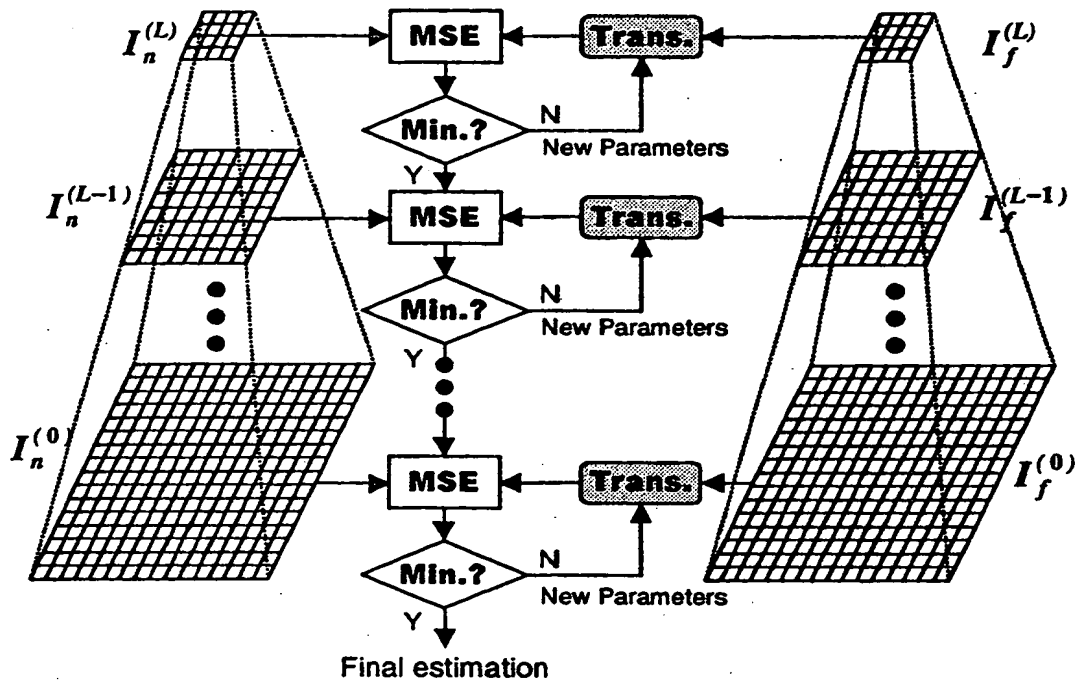 I_n^(L) MSE Trans. I_f^(L)
Min.? N
New Parameters
Y
I_n^(L-1) MSE Trans. I_f^(L-1)
Min.? N
New Parameters
Y
I_n^(0) MSE Trans. I_f^(0)
Min.? N
New Parameters
Y
Final estimation